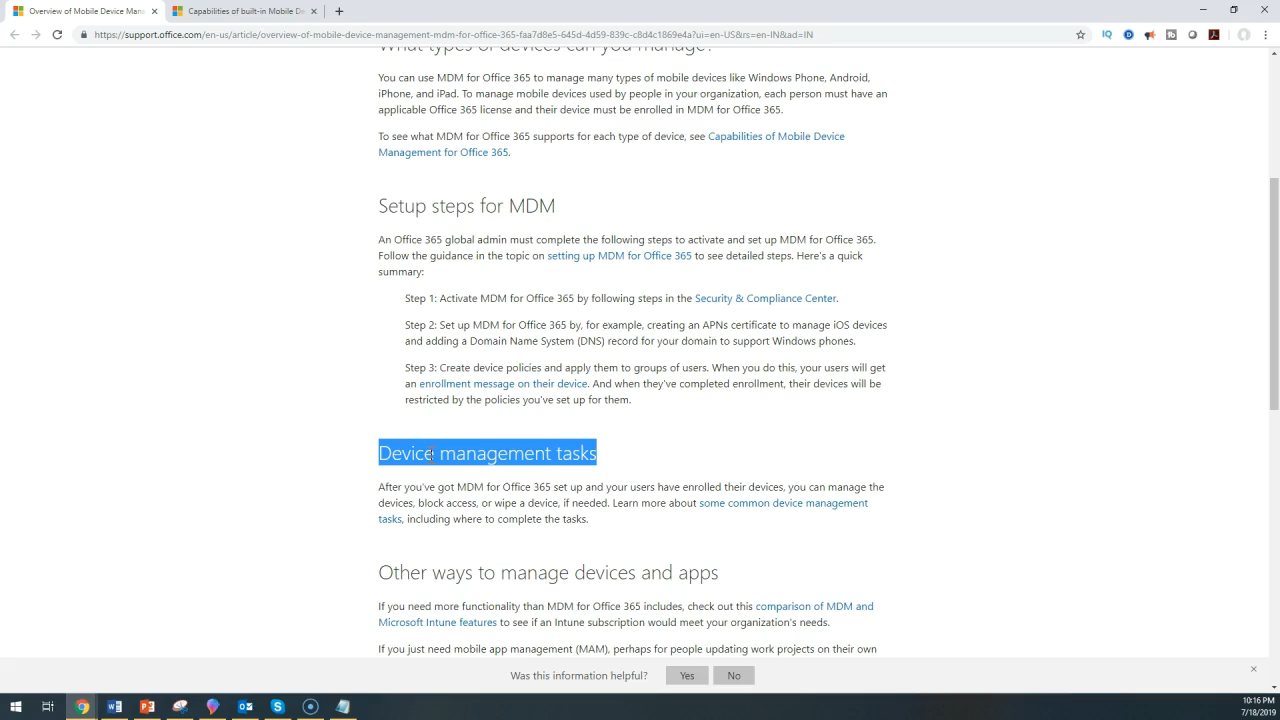 Overview of Mobile Device Mana
Capabilities of built-in Mobile De
https://support.office.com/en-us/article/overview-of-mobile-device-management-mdm-for-office-365-faa7d8e5-645d-4d59-839c-c8d4c1869e4a?ui=en-US&rs=en-IN&ad=IN
What types of devices can you manage?
You can use MDM for Office 365 to manage many types of mobile devices like Windows Phone, Android,
iPhone, and iPad. To manage mobile devices used by people in your organization, each person must have an
applicable Office 365 license and their device must be enrolled in MDM for Office 365.
To see what MDM for Office 365 supports for each type of device, see Capabilities of Mobile Device
Management for Office 365.
Setup steps for MDM
An Office 365 global admin must complete the following steps to activate and set up MDM for Office 365.
Follow the guidance in the topic on setting up MDM for Office 365 to see detailed steps. Here's a quick
summary:
Step 1: Activate MDM for Office 365 by following steps in the Security & Compliance Center.
Step 2: Set up MDM for Office 365 by, for example, creating an APNs certificate to manage iOS devices
and adding a Domain Name System (DNS) record for your domain to support Windows phones.
Step 3: Create device policies and apply them to groups of users. When you do this, your users will get
an enrollment message on their device. And when they've completed enrollment, their devices will be
restricted by the policies you've set up for them.
Device management tasks
After you've got MDM for Office 365 set up and your users have enrolled their devices, you can manage the
devices, block access, or wipe a device, if needed. Learn more about some common device management
tasks, including where to complete the tasks.
Other ways to manage devices and apps
If you need more functionality than MDM for Office 365 includes, check out this comparison of MDM and
Microsoft Intune features to see if an Intune subscription would meet your organization's needs.
If you just need mobile app management (MAM), perhaps for people updating work projects on their own
Was this information helpful?
Yes
No
10:16 PM
7/18/2019